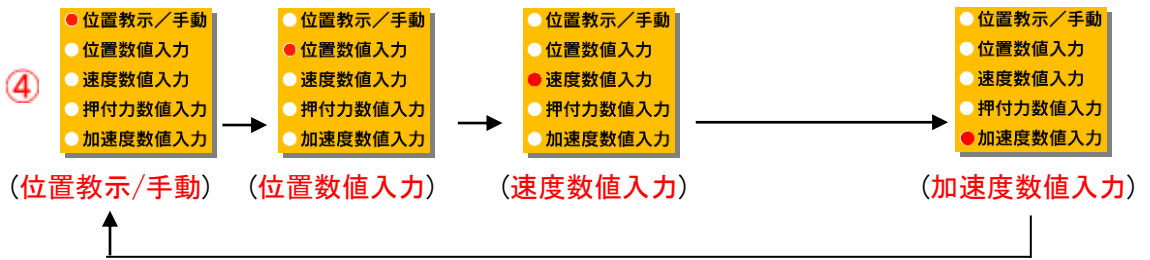 ④
位置教示／手動
位置数値入力
速度数値入力
押付力数値入力
加速度数値入力
位置教示／手動
位置数値入力
速度数値入力
押付力数値入力
加速度数値入力
位置教示／手動
位置数値入力
速度数値入力
押付力数値入力
加速度数値入力
位置教示／手動
位置数値入力
速度数値入力
押付力数値入力
加速度数値入力
（位置教示/手動）
（位置数値入力）
（速度数値入力）
（加速度数値入力）